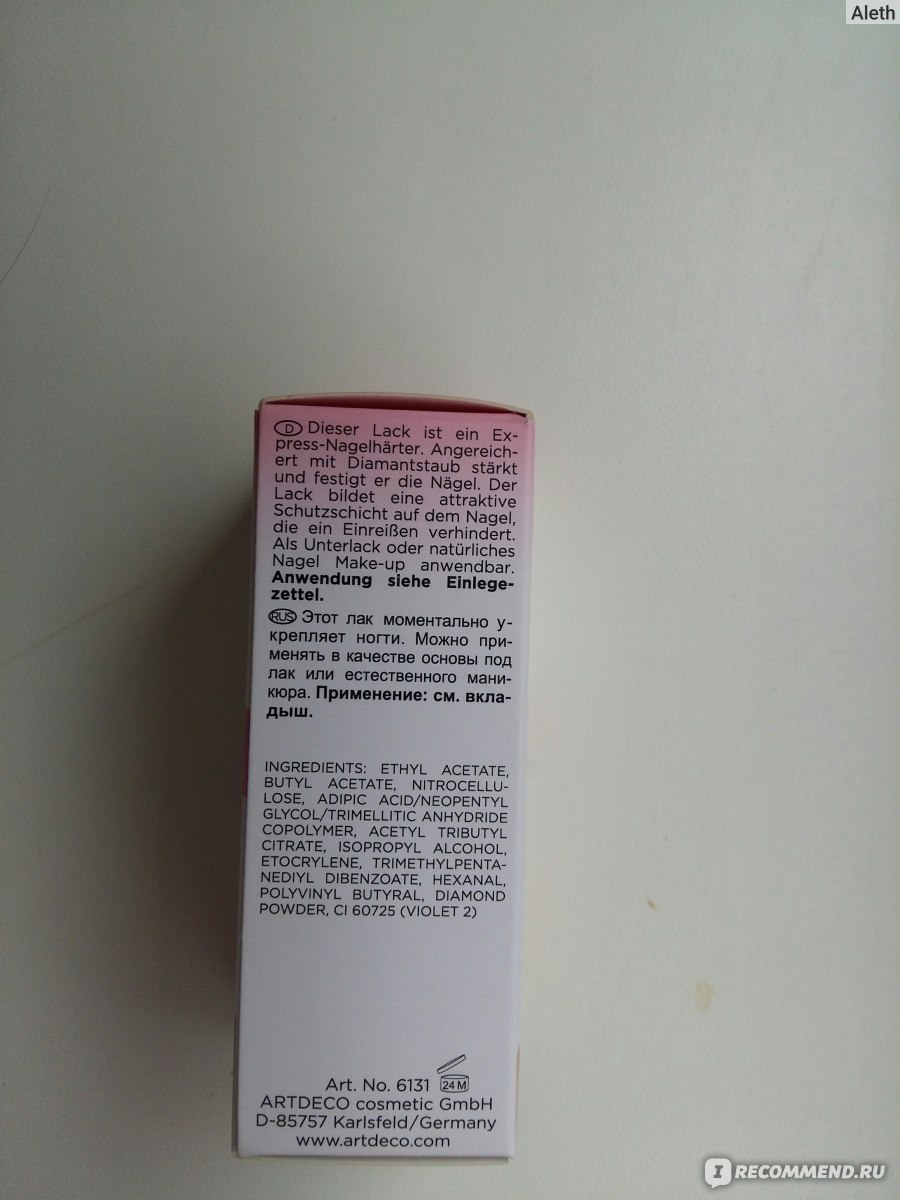 Aleth
D Dieser Lack ist ein Ex-
press-Nagelhärter. Angereich-
ert mit Diamantstaub stärkt
und festigt er die Nägel. Der
Lack bildet eine attraktive
Schutzschicht auf dem Nagel,
die ein Einreißen verhindert.
Als Unterlack oder natürliches
Nagel Make-up anwendbar.
Anwendung siehe Einlege-
zettel.
RUS Этот лак моментально у-
крепляет ногти. Можно при-
менять в качестве основы под
лак или естественного мани-
кюра. Применение: см. вкла-
дыш.
INGREDIENTS: ETHYL ACETATE,
BUTYL ACETATE, NITROCELLU-
LOSE, ADIPIC ACID/NEOPENTYL
GLYCOL/TRIMELLITIC ANHYDRIDE
COPOLYMER, ACETYL TRIBUTYL
CITRATE, ISOPROPYL ALCOHOL,
ETOCRYLENE, TRIMETHYLPENTA-
NEDIYL DIBENZOATE, HEXANAL,
POLYVINYL BUTYRAL, DIAMOND
POWDER, CI 60725 (VIOLET 2)
Art. No. 6131 24 M
ARTDECO cosmetic GmbH
D-85757 Karlsfeld/Germany
www.artdeco.com
IRECOMMEND.RU